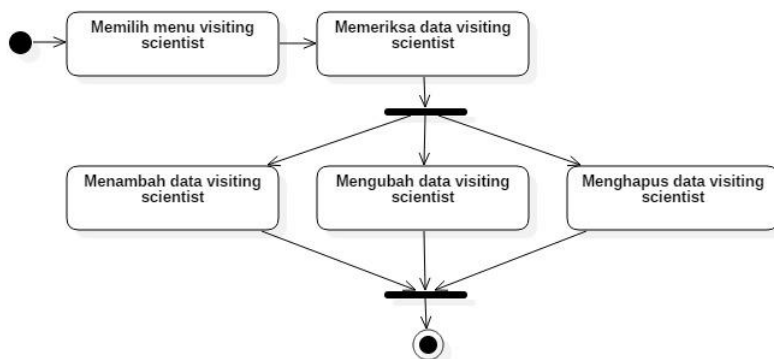 Memilih menu visiting
scientist
Memeriksa data visiting
scientist
Menambah data visiting
scientist
Mengubah data visiting
scientist
Menghapus data visiting
scientist